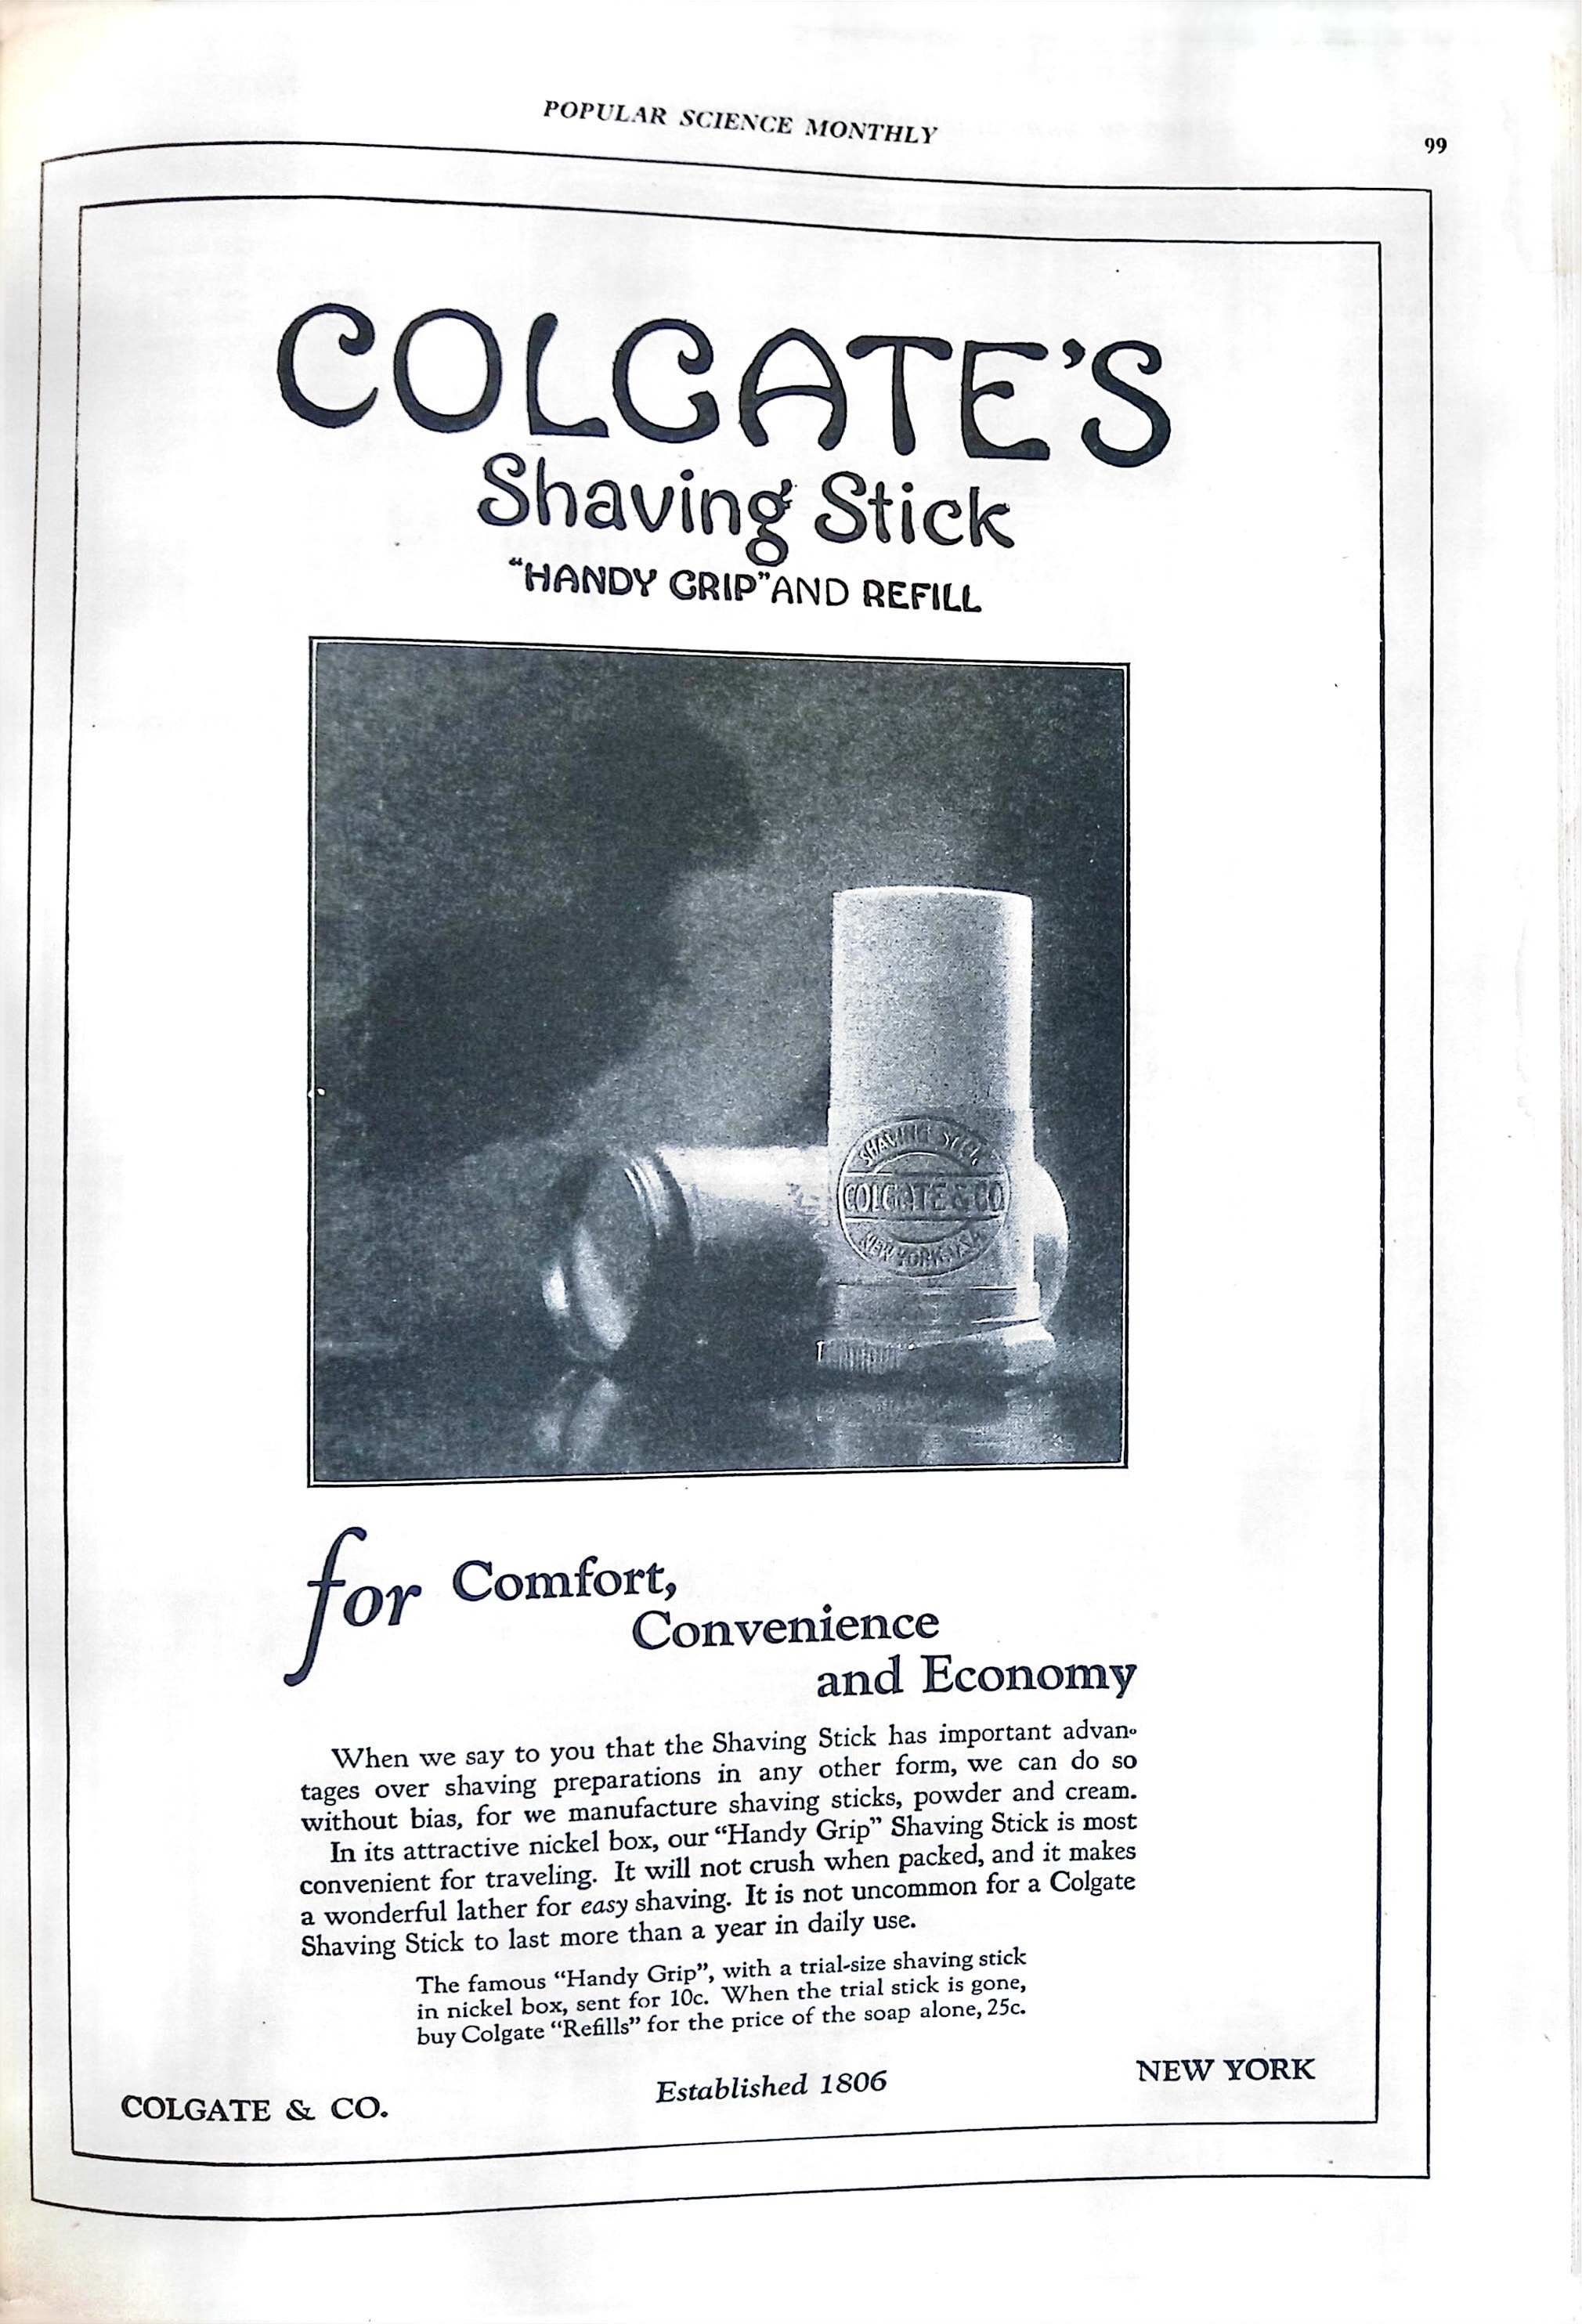 POPULAR SCIENCE MONTHLY
99
COLGATE'S
Shaving Stick
“HANDY GRIP” AND REFILL
SHAVING STICK
COLGATE & CO
NEW YORK U.S.A.
for Comfort,
Convenience
and Economy
When we say to you that the Shaving Stick has important advan-
tages over shaving preparations in any other form, we can do so
without bias, for we manufacture shaving sticks, powder and cream.
In its attractive nickel box, our “Handy Grip” Shaving Stick is most
convenient for traveling. It will not crush when packed, and it makes
a wonderful lather for easy shaving. It is not uncommon for a Colgate
Shaving Stick to last more than a year in daily use.
The famous “Handy Grip”, with a trial-size shaving stick
in nickel box, sent for 10c. When the trial stick is gone,
buy Colgate “Refills” for the price of the soap alone, 25c.
COLGATE & CO.
Established 1806
NEW YORK